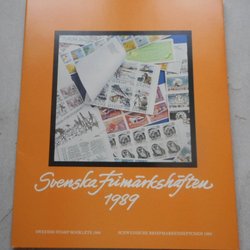 Svenska Frimärkshäften
1989
SWEDISH STAMP BOOKLETS 1989
SCHWEDISCHE BRIEFMARKENHEFTCHEN 1989